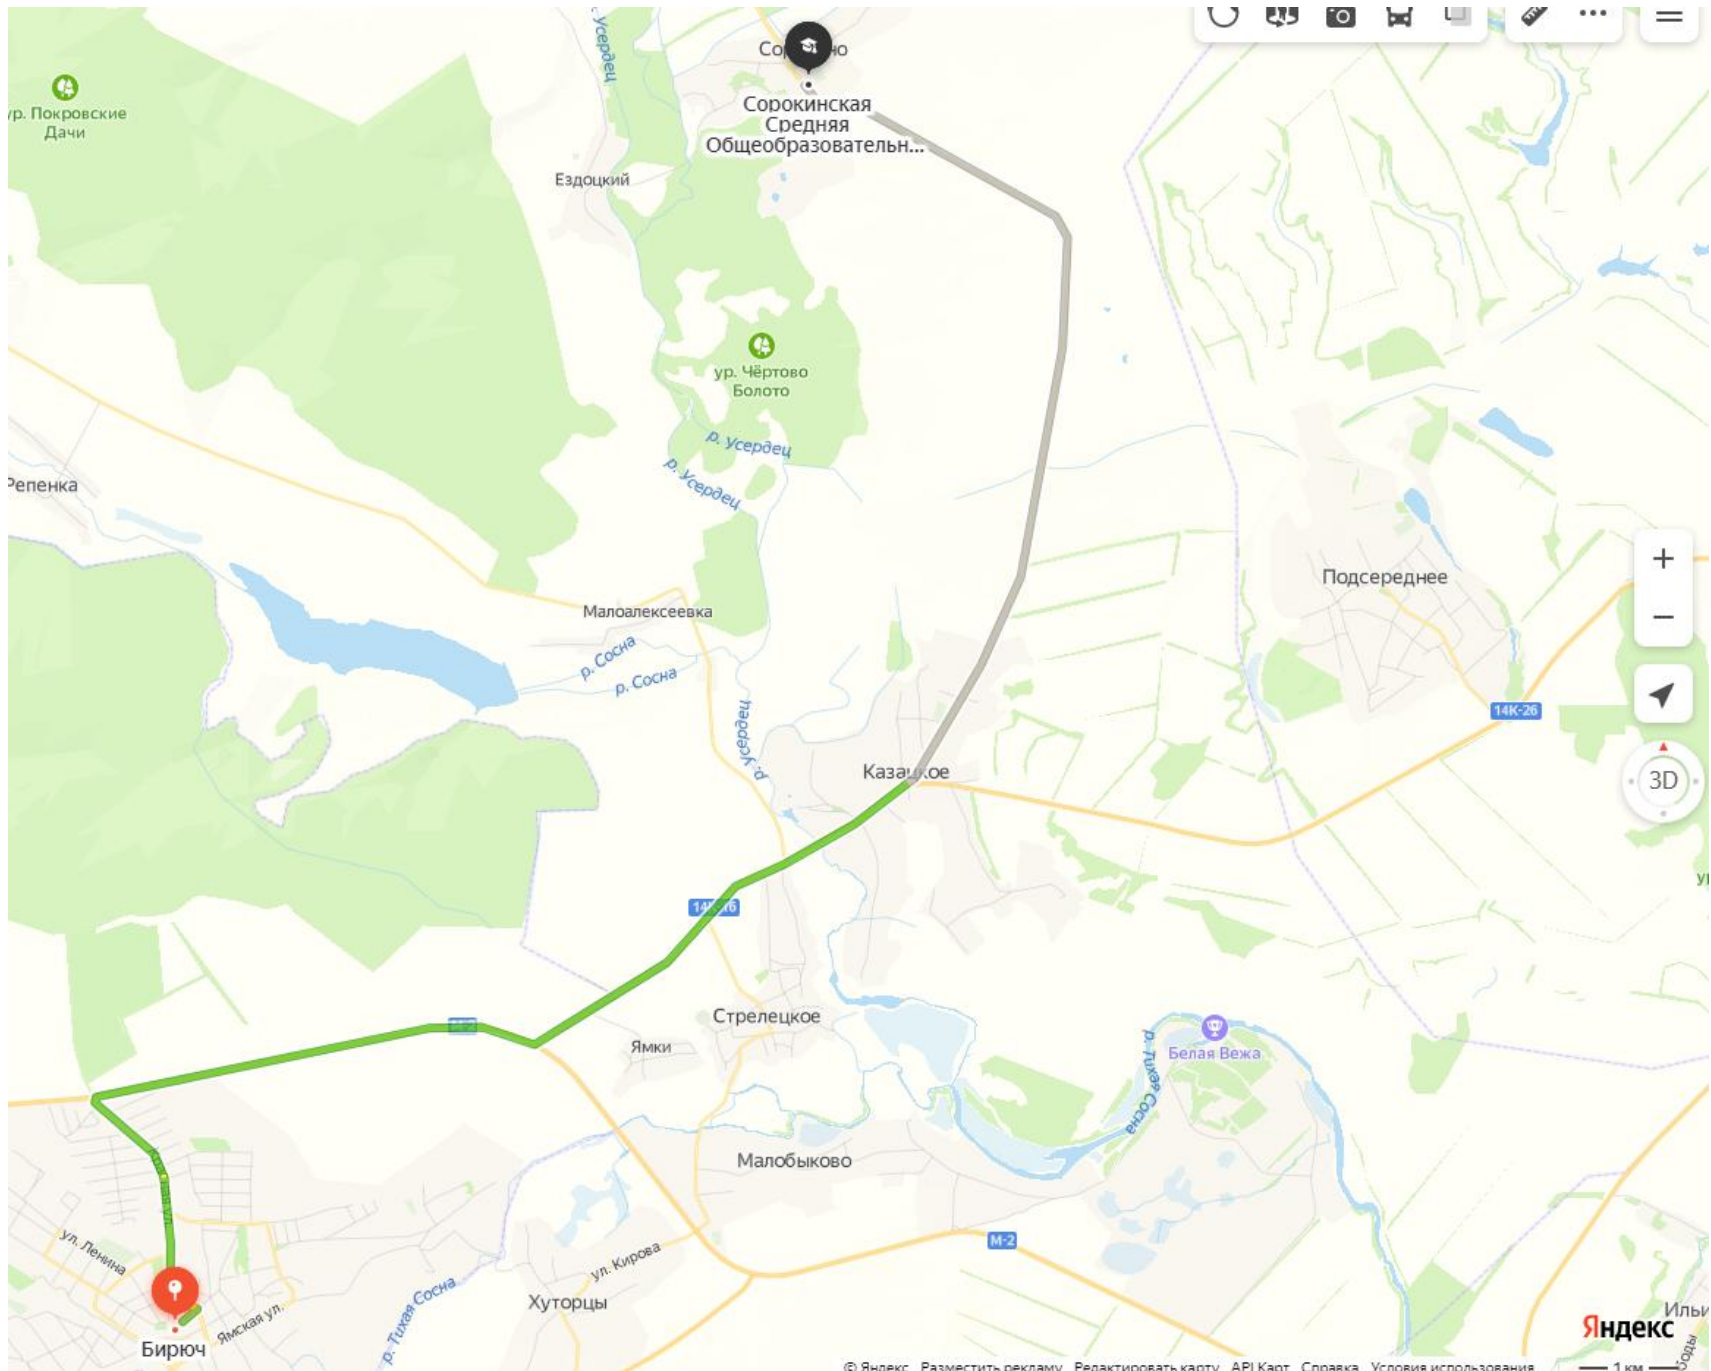 р. Усердец
ур. Покровские
Дачи
Сорокинская
Средняя
Общеобразовательн...
Ездоцкий
ур. Чёртово
Болото
р. Усердец
р. Усердец
Репенка
Подсереднее
Малоалексеевка
р. Сосна
р. Сосна
14К-26
р. Усердец
Казацкое
3D
Стрелецкое
Ямки
Белая Вежа
р. Тихая Сосна
Малобыково
М-2
ул. Ленина
ул. Кирова
Хуторцы
Ямская ул.
р. Тихая Сосна
Бирюч
Яндекс
© Яндекс Разместить рекламу Редактировать карту API Карт Справка Условия использования 1 км